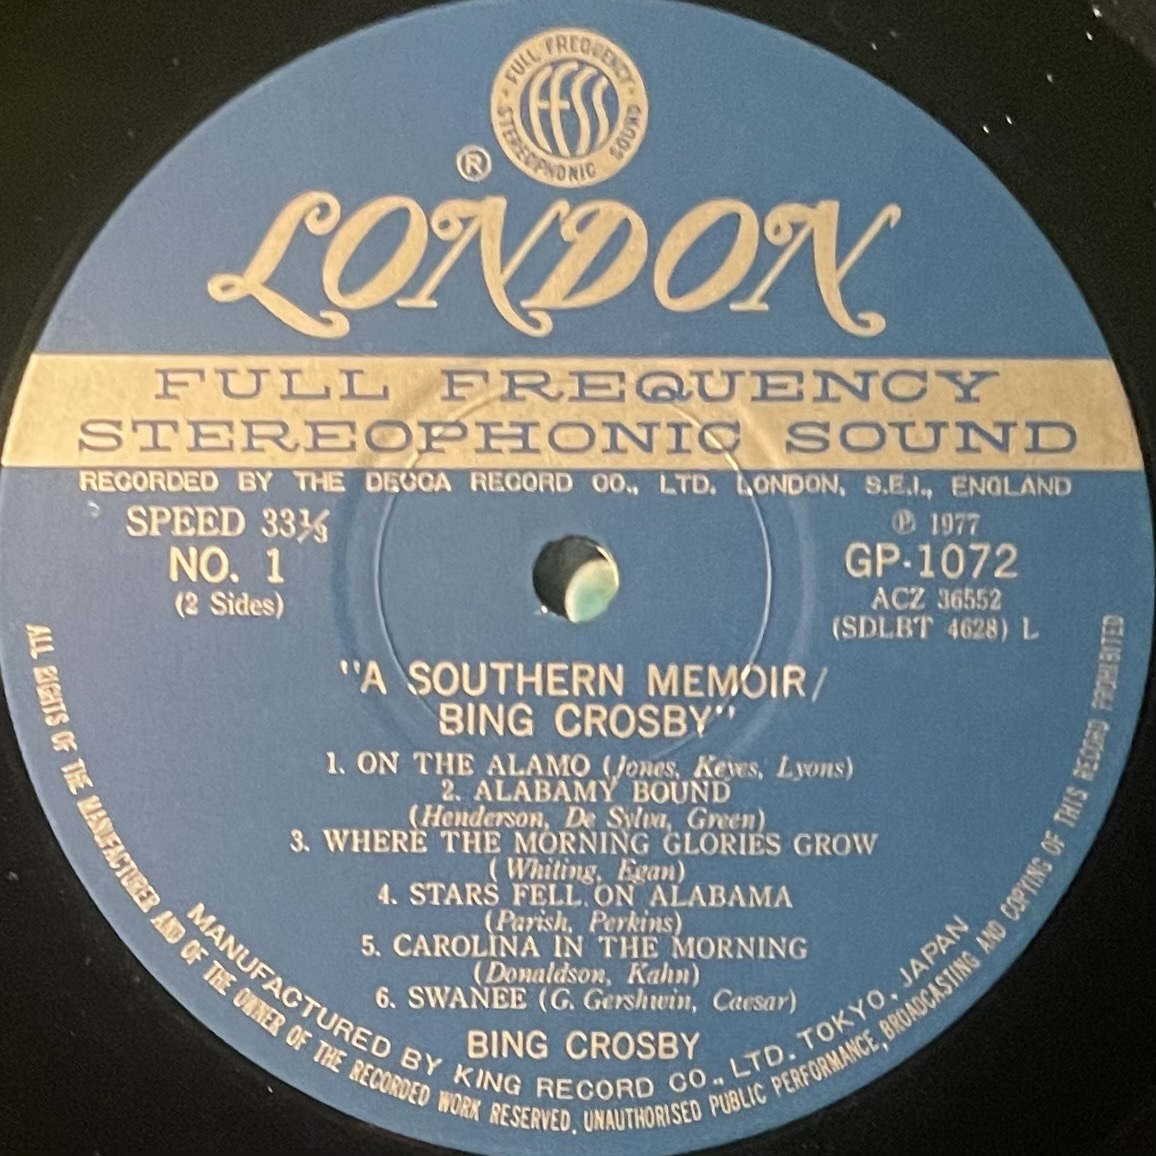 FULL FREQUENCY
STEREOPHONIC SOUND
FFSS
®
LONDON
FULL FREQUENCY
STEREOPHONIC SOUND
RECORDED BY THE DECCA RECORD CO., LTD. LONDON, S.E.I., ENGLAND
SPEED 33⅓
NO. 1
(2 Sides)
Ⓟ 1977
GP-1072
ACZ 36552
(SDLBT 4628) L
"A SOUTHERN MEMOIR/
BING CROSBY"
1. ON THE ALAMO (Jones, Keyes, Lyons)
2. ALABAMY BOUND
(Henderson, De Sylva, Green)
3. WHERE THE MORNING GLORIES GROW
(Whiting, Egan)
4. STARS FELL ON ALABAMA
(Parish, Perkins)
5. CAROLINA IN THE MORNING
(Donaldson, Kahn)
6. SWANEE (G. Gershwin, Caesar)
BING CROSBY
MANUFACTURED BY KING RECORD CO., LTD. TOKYO, JAPAN
ALL RIGHTS OF THE MANUFACTURER AND OF THE OWNER OF THE RECORDED WORK RESERVED. UNAUTHORISED PUBLIC PERFORMANCE, BROADCASTING AND COPYING OF THIS RECORD PROHIBITED